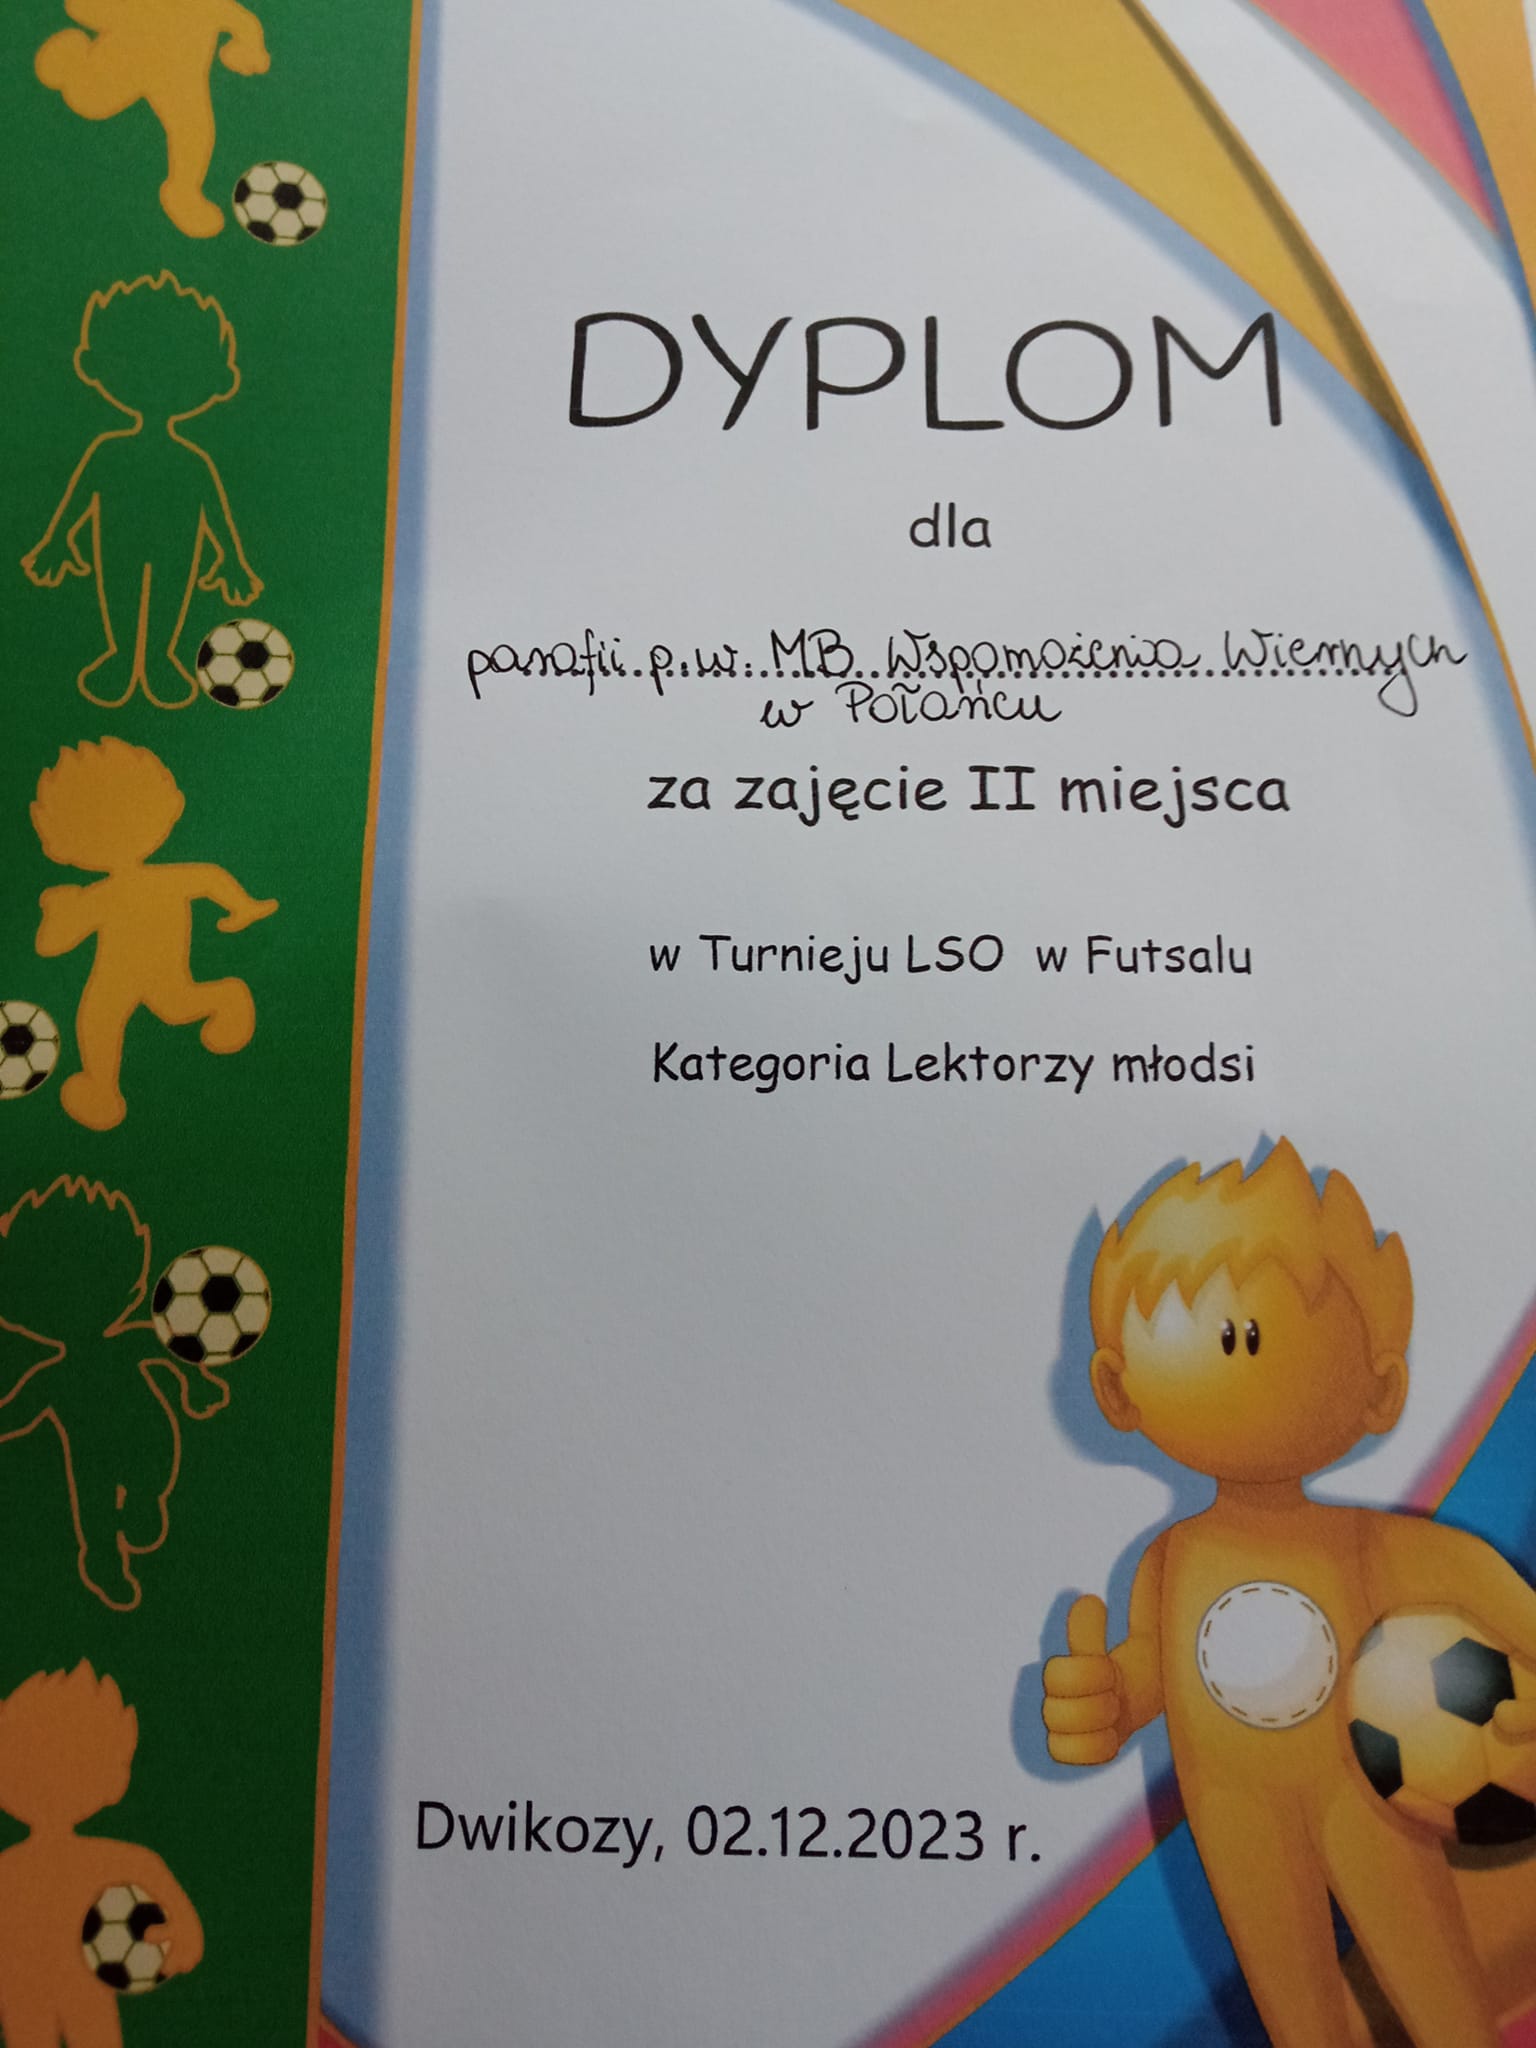 DYPLOM
dla
parafii p.w. MB Wspomożenia Wiernych
w Połańcu
za zajęcie II miejsca
w Turnieju LSO w Futsalu
Kategoria Lektorzy młodsi
Dwikozy, 02.12.2023 r.